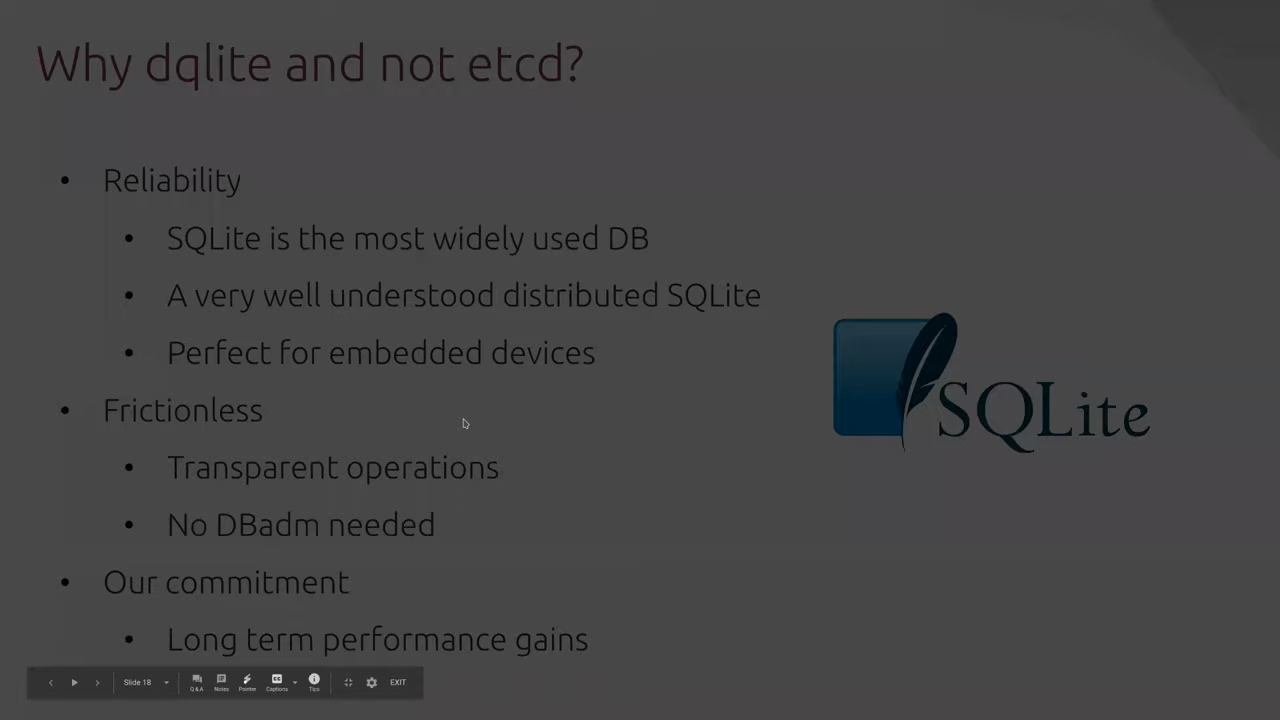 Why dqlite and not etcd?
• Reliability
• SQLite is the most widely used DB
• A very well understood distributed SQLite
• Perfect for embedded devices
• Frictionless
• Transparent operations
• No DBadm needed
• Our commitment
• Long term performance gains
SQLite
Slide 18
Q&A
Notes
Pointer
CC
Captions
Tips
EXIT